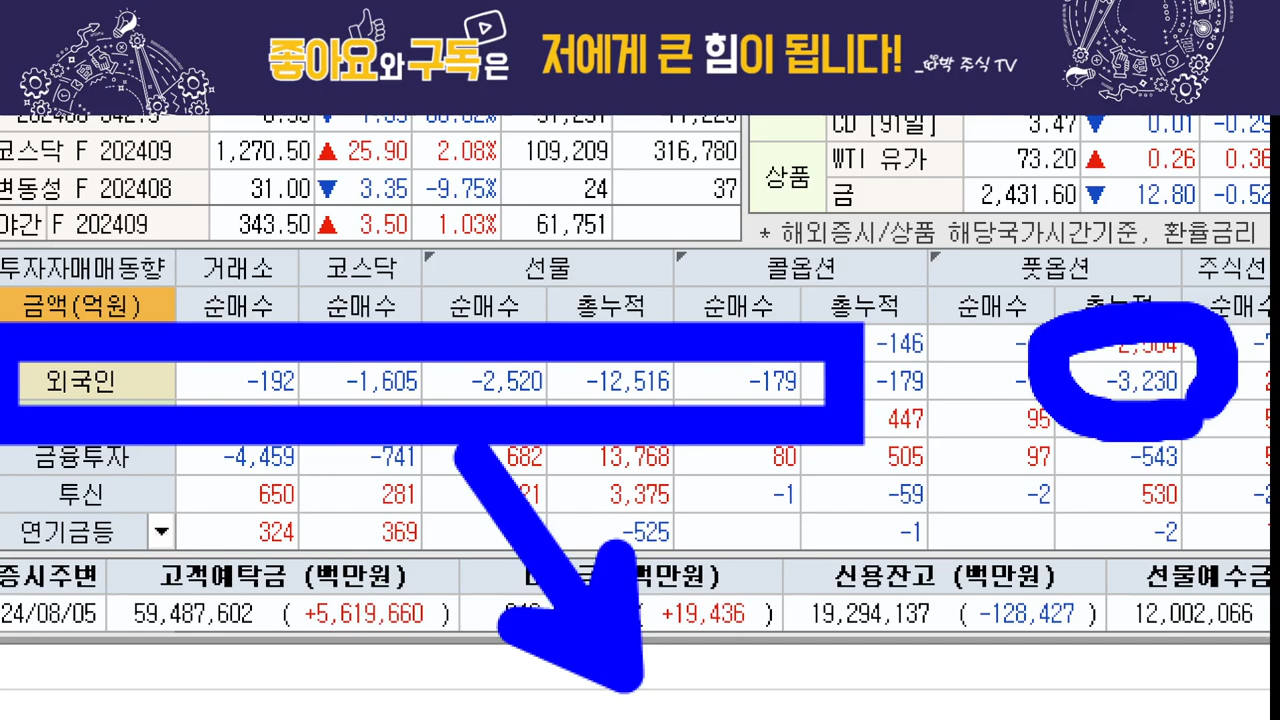 좋아요와구독은 저에게 큰 힘이 됩니다! 박 주식 TV
CD [91일] 3.47 ▼ 0.01
코스닥 F 202409 1,270.50 ▲ 25.90 2.08% 109,209 316,780
상품 WTI 유가 73.20 ▲ 0.26 0.36
변동성 F 202408 31.00 ▼ 3.35 -9.75% 24 37
금 2,431.60 ▼ 12.80 -0.52
야간 F 202409 343.50 ▲ 3.50 1.03% 61,751
* 해외증시/상품 해당국가시간기준, 환율금리
투자자매매동향 거래소 코스닥 선물 콜옵션 풋옵션 주식선
금액(억원) 순매수 순매수 순매수 총누적 순매수 총누적 순매수 총누적 순매수
-146
외국인 -192 -1,605 -2,520 -12,516 -179 -179 -3,230
447 95
금융투자 -4,459 -741 682 13,768 80 505 97 -543
투신 650 281 3,375 -1 -59 -2 530
연기금등 ▼ 324 369 -525 -1 -2
증시주변 고객예탁금 (백만원) 백만원) 신용잔고 (백만원) 선물예수금
24/08/05 59,487,602 ( +5,619,660 ) ( +19,436 ) 19,294,137 ( -128,427 ) 12,002,066